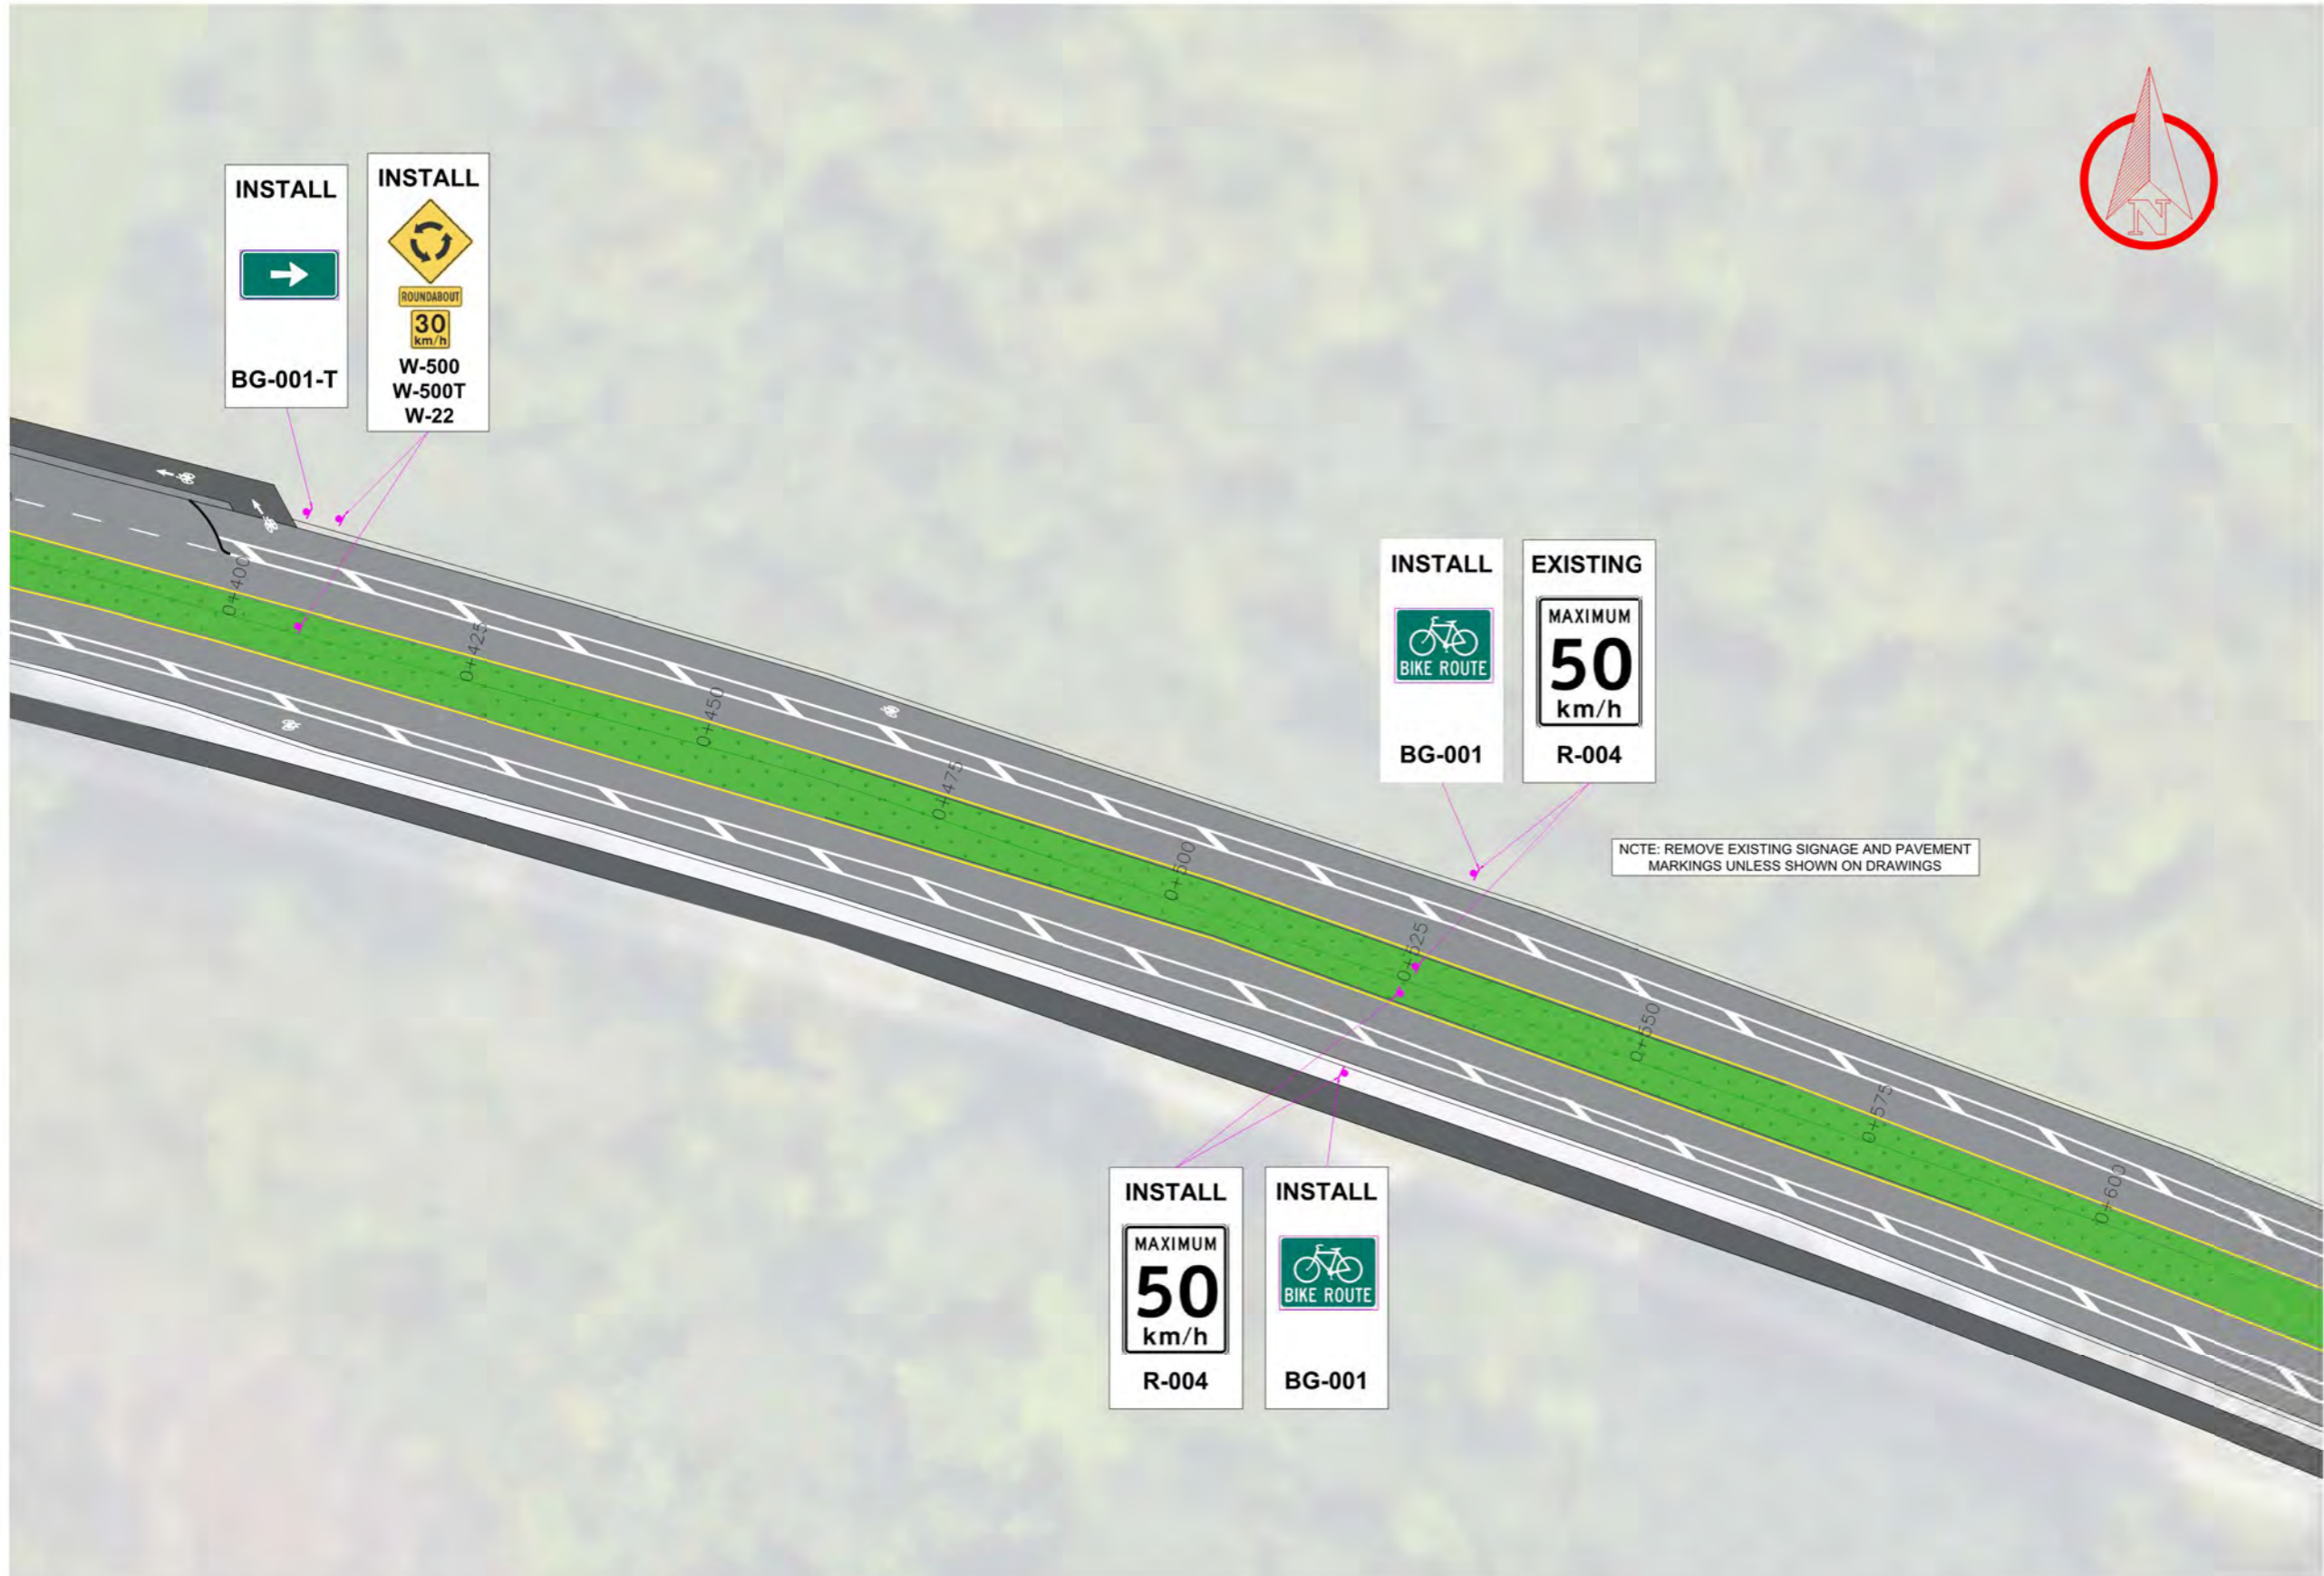 INSTALL
BG-001-T
INSTALL
ROUNDABOUT
30
km/h
W-500
W-500T
W-22
N
INSTALL
BIKE ROUTE
BG-001
EXISTING
MAXIMUM
50
km/h
R-004
NCTE: REMOVE EXISTING SIGNAGE AND PAVEMENT
MARKINGS UNLESS SHOWN ON DRAWINGS
0+400
0+425
0+450
0+475
0+500
0+525
0+550
0+575
0+600
INSTALL
MAXIMUM
50
km/h
R-004
INSTALL
BIKE ROUTE
BG-001